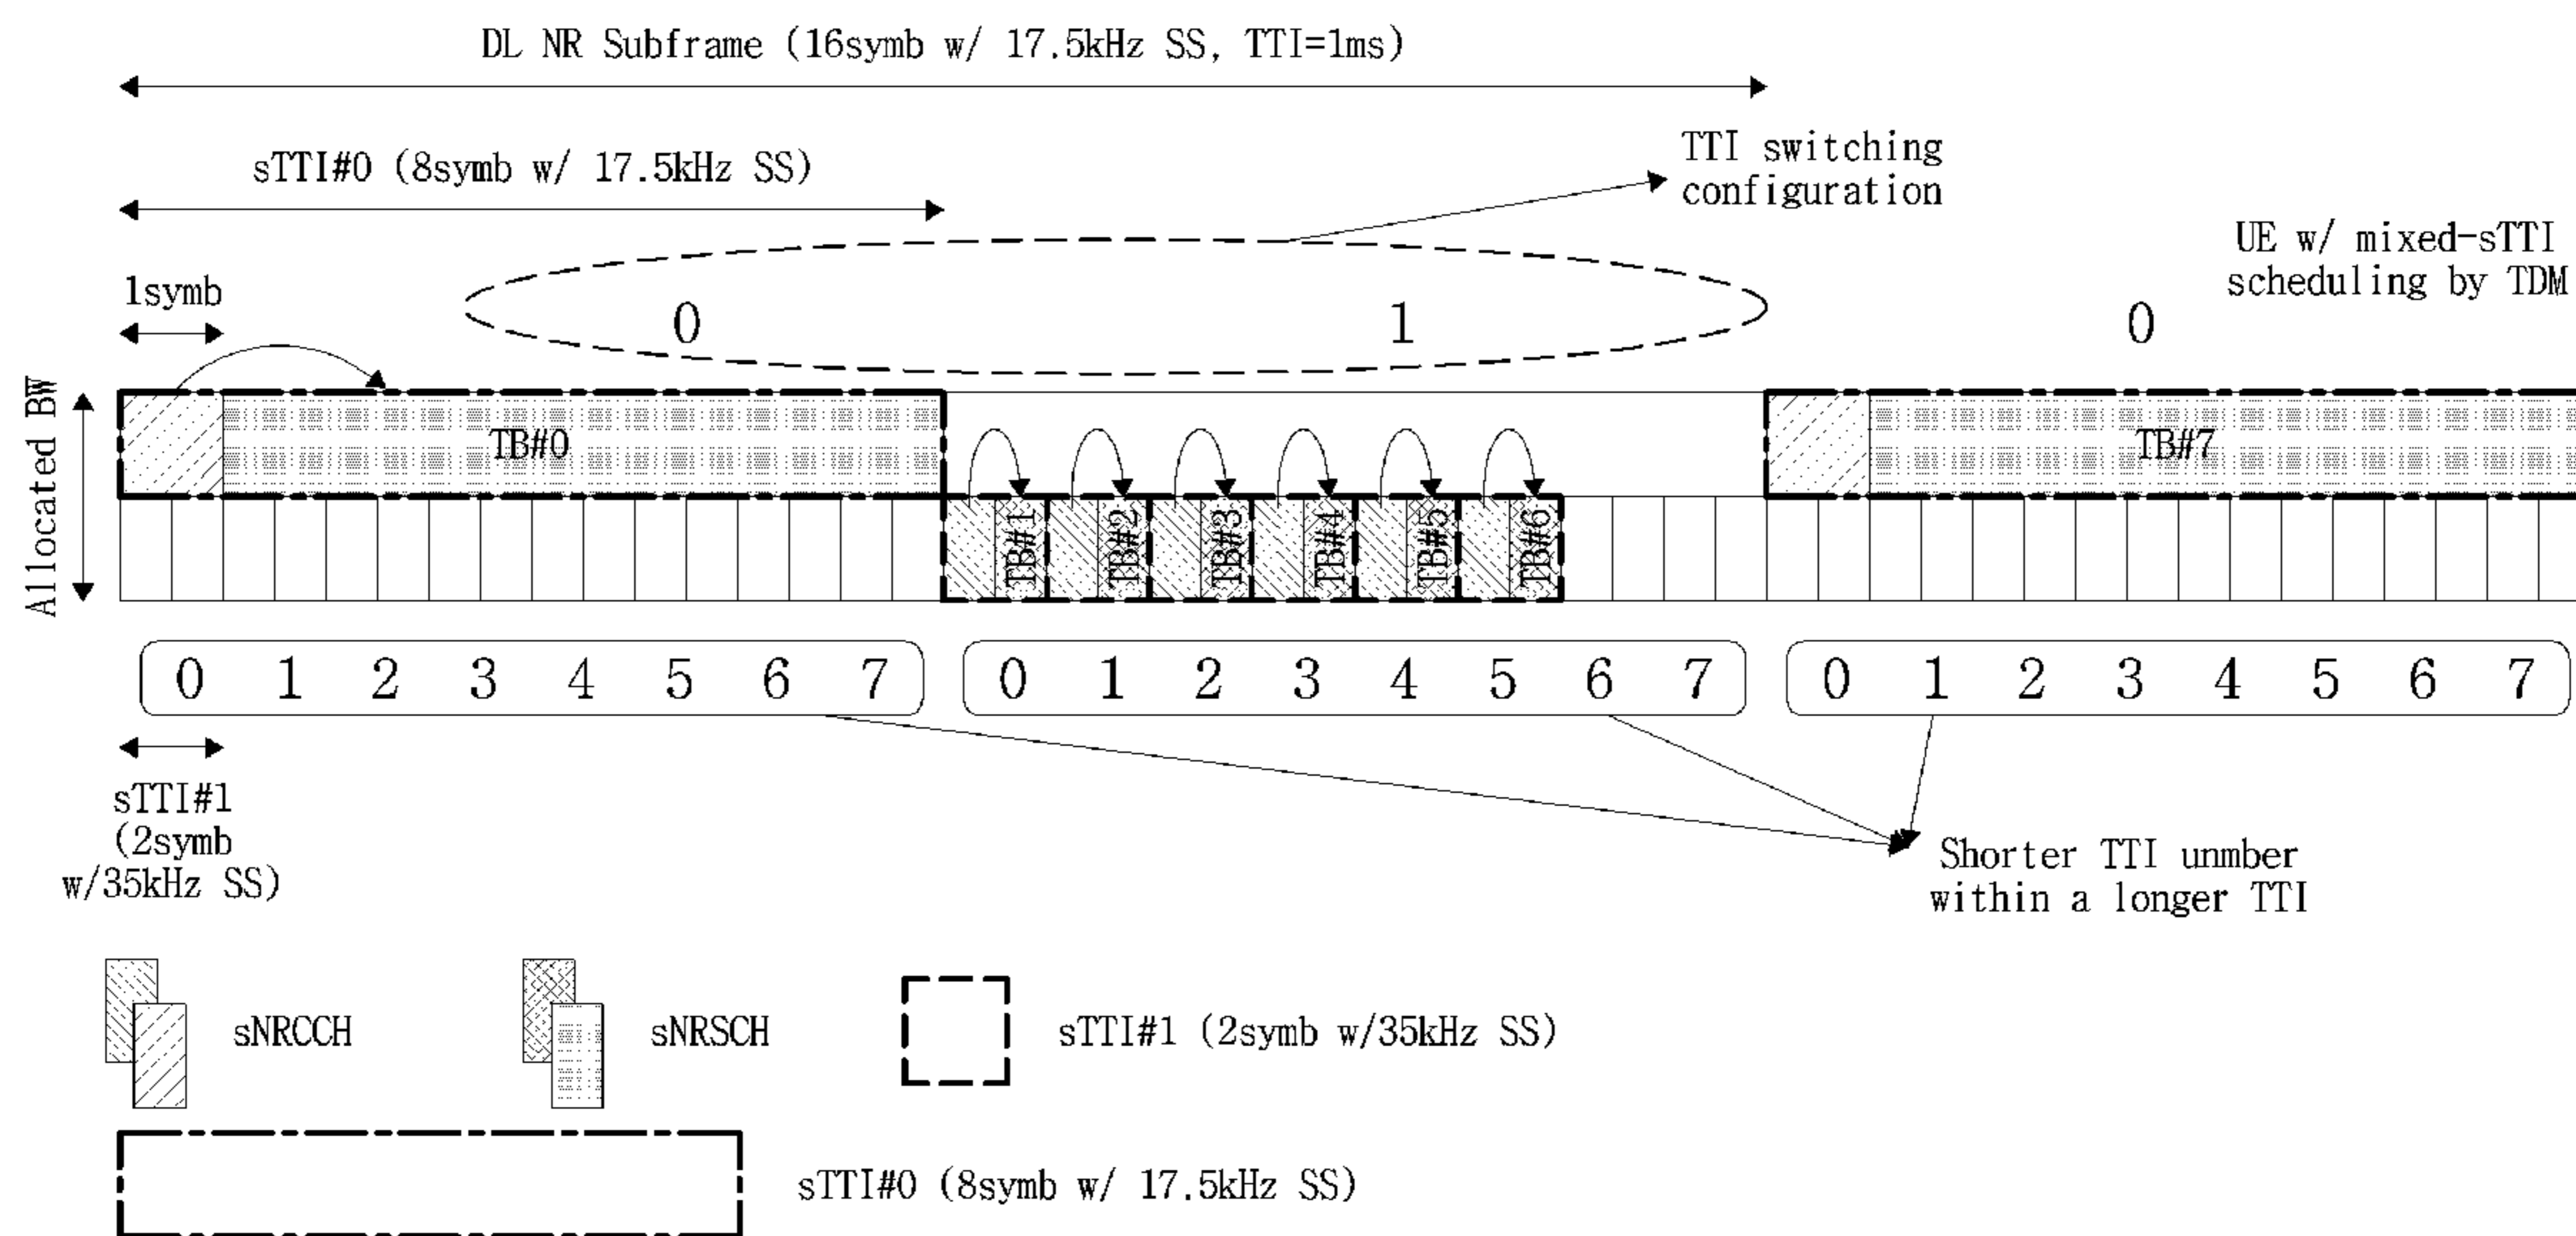 DL NR Subframe (16symb w/ 17.5kHz SS, TTI=1ms)
TTI switching
configuration
sTTI#0 (8symb w/ 17.5kHz SS)
UE w/ mixed-sTTI
scheduling by TDM
1symb
0
1
0
Allocated BW
TB#0
TB#7
TB#1
TB#2
TB#3
TB#4
TB#5
TB#6
0 1 2 3 4 5 6 7
0 1 2 3 4 5 6 7
0 1 2 3 4 5 6 7
sTTI#1
(2symb
w/35kHz SS)
Shorter TTI unmber
within a longer TTI
sNRCCH
sNRSCH
sTTI#1 (2symb w/35kHz SS)
sTTI#0 (8symb w/ 17.5kHz SS)